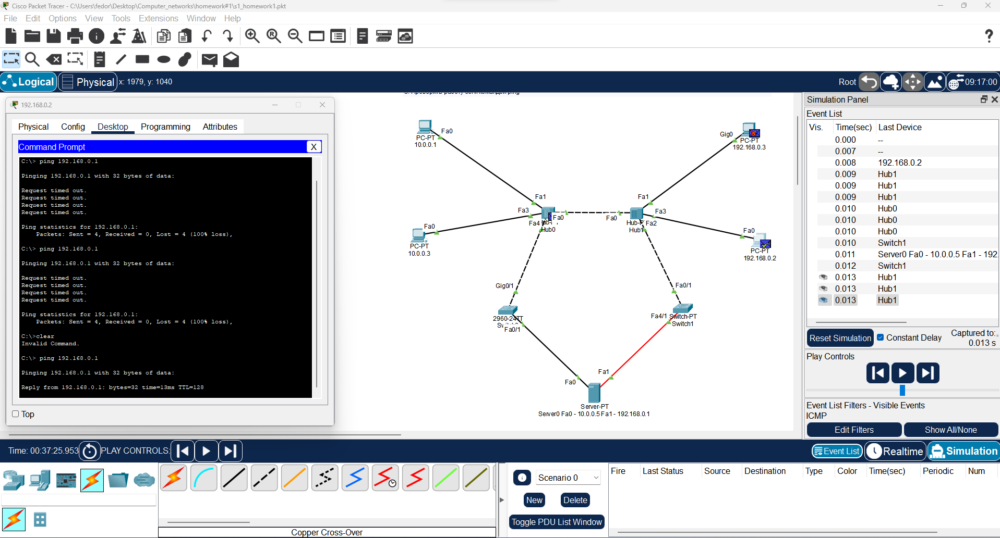 Cisco Packet Tracer - C:\Users\fedor\Desktop\Computer_networks\homework#1\s1_homework1.pkt
File Edit Options View Tools Extensions Window Help
Logical Physical x: 1979, y: 1040 Root 09:17:00
192.168.0.2
Physical Config Desktop Programming Attributes
Command Prompt X
C:\> ping 192.168.0.1
Pinging 192.168.0.1 with 32 bytes of data:
Request timed out.
Request timed out.
Request timed out.
Request timed out.
Ping statistics for 192.168.0.1:
Packets: Sent = 4, Received = 0, Lost = 4 (100% loss),
C:\> ping 192.168.0.1
Pinging 192.168.0.1 with 32 bytes of data:
Request timed out.
Request timed out.
Request timed out.
Request timed out.
Ping statistics for 192.168.0.1:
Packets: Sent = 4, Received = 0, Lost = 4 (100% loss),
C:\>clear
Invalid Command.
C:\> ping 192.168.0.1
Pinging 192.168.0.1 with 32 bytes of data:
Reply from 192.168.0.1: bytes=32 time=13ms TTL=128
Top
Fa0
PC-PT
10.0.0.1
Gig0
PC-PT
192.168.0.3
Fa1
Fa3
Fa0
Fa4
Hub0
Fa1
Fa0
Fa3
Fa2
Hub1
Fa0
PC-PT
10.0.0.3
Fa0
PC-PT
192.168.0.2
Gig0/1
2960-24TT
Fa0/1
Fa0/1
Fa4/1
Switch-PT
Switch1
Fa1
Fa0
Server-PT
Server0 Fa0 - 10.0.0.5 Fa1 - 192.168.0.1
Simulation Panel
Event List
Vis. Time(sec) Last Device
0.000 --
0.007 --
0.008 192.168.0.2
0.009 Hub1
0.009 Hub1
0.009 Hub1
0.010 Hub0
0.010 Hub0
0.010 Hub0
0.010 Switch1
0.011 Server0 Fa0 - 10.0.0.5 Fa1 - 192.
0.012 Switch1
0.013 Hub1
0.013 Hub1
0.013 Hub1
Reset Simulation Constant Delay Captured to:
0.013 s
Play Controls
Event List Filters - Visible Events
ICMP
Edit Filters Show All/None
Time: 00:37:25.953 PLAY CONTROLS: Event List Realtime Simulation
Scenario 0
New Delete
Toggle PDU List Window
Fire Last Status Source Destination Type Color Time(sec) Periodic Num
Copper Cross-Over